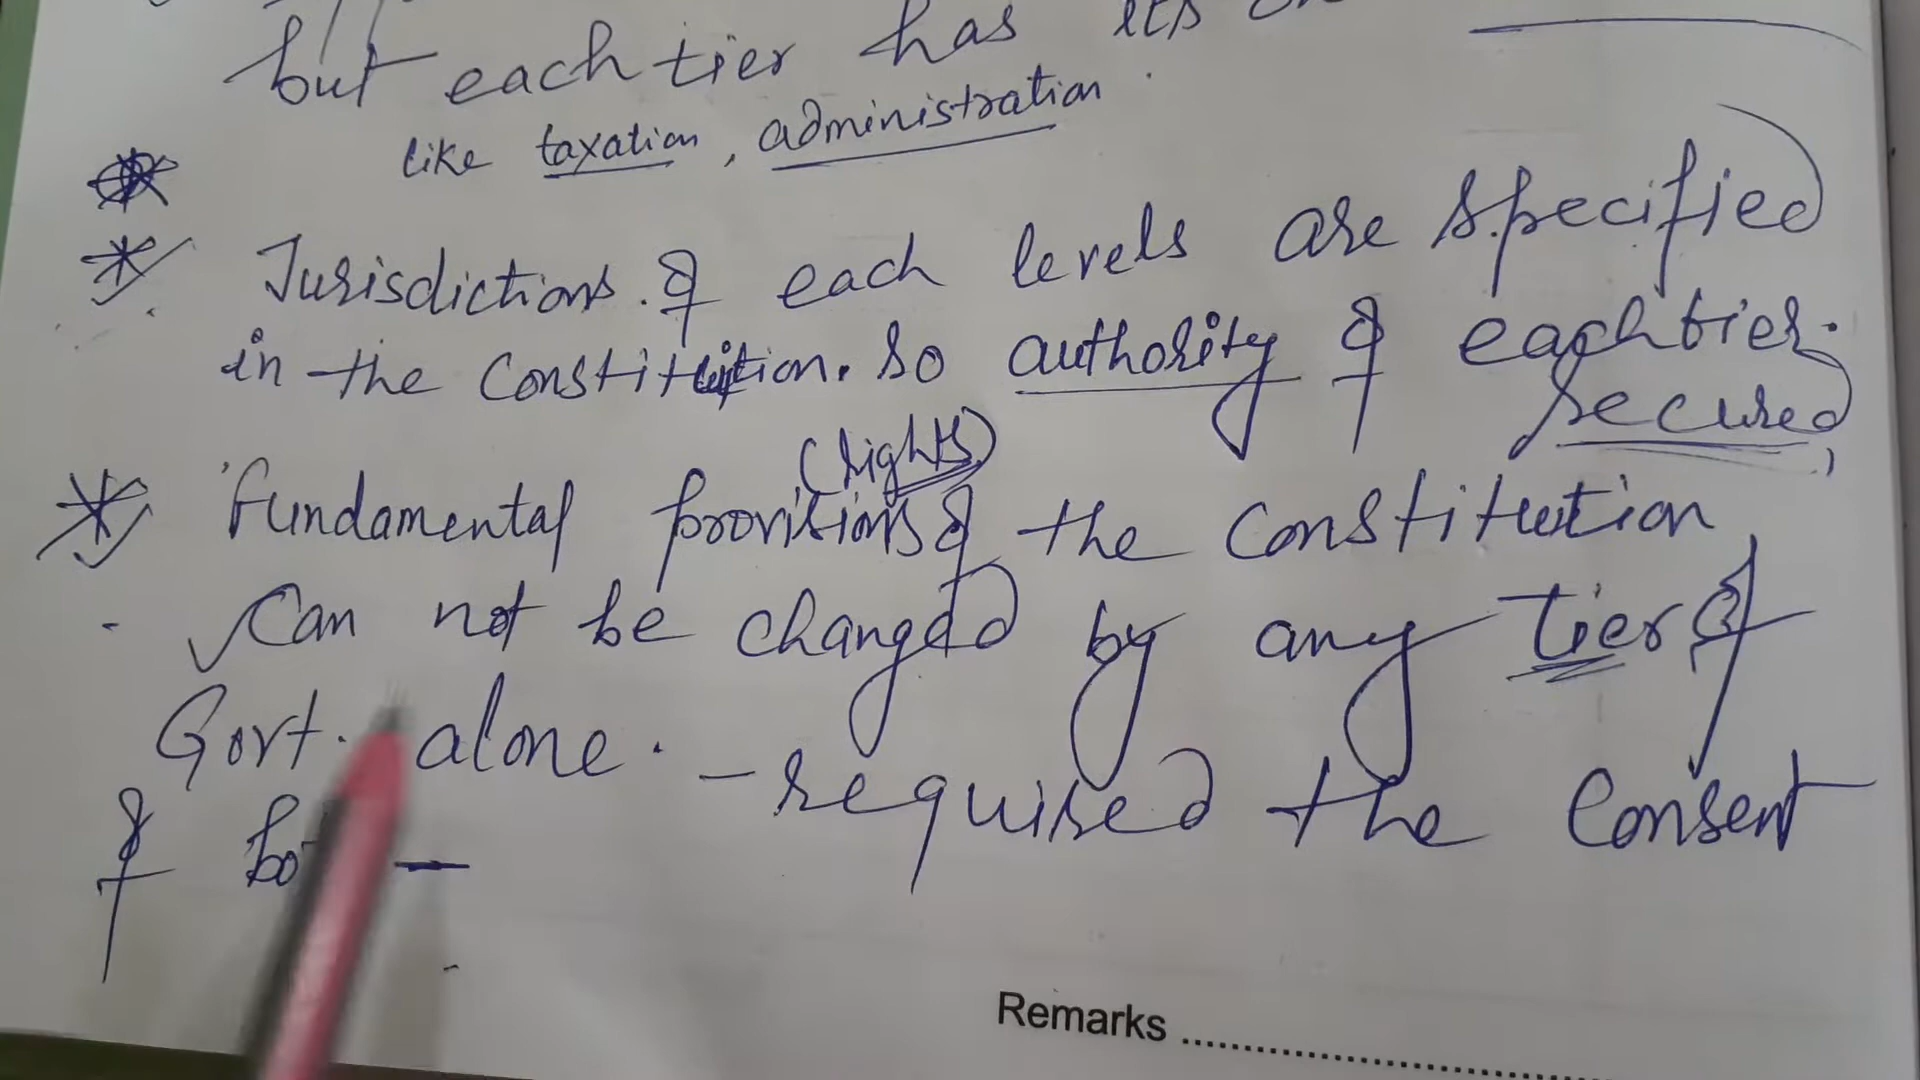 but each tier has its
like taxation, administration
Jurisdictions of each levels are specified
in the Constitution. So authority of each tier.
secured
(rights)
Fundamental provisions of the Constitution
Can not be changed by any tier of
Govt. alone. - required the Consent
of
Remarks ........................